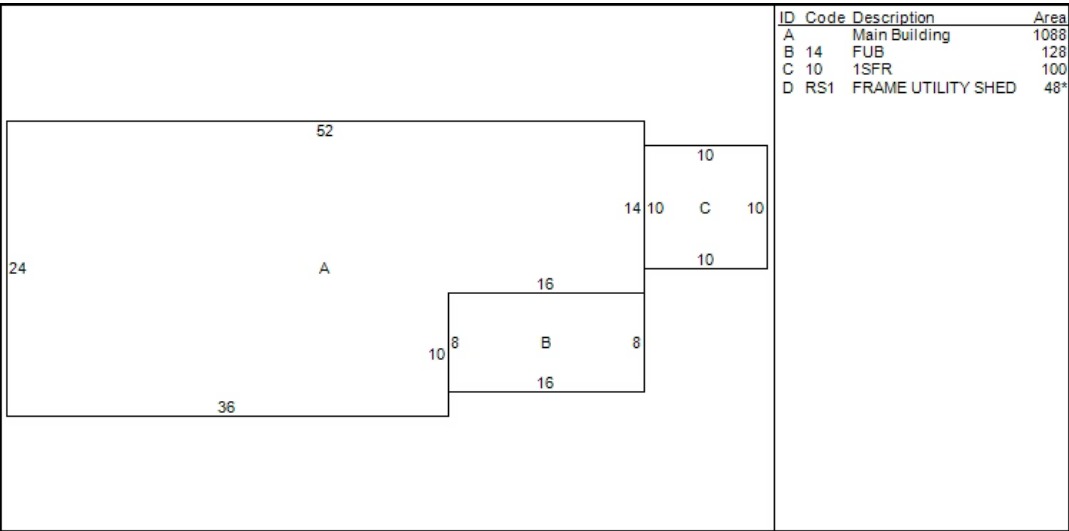 ID Code Description Area
A Main Building 1088
B 14 FUB 128
C 10 1SFR 100
D RS1 FRAME UTILITY SHED 48*
52
10
14 10 C 10
24 A
10
16
10 8 B 8
16
36